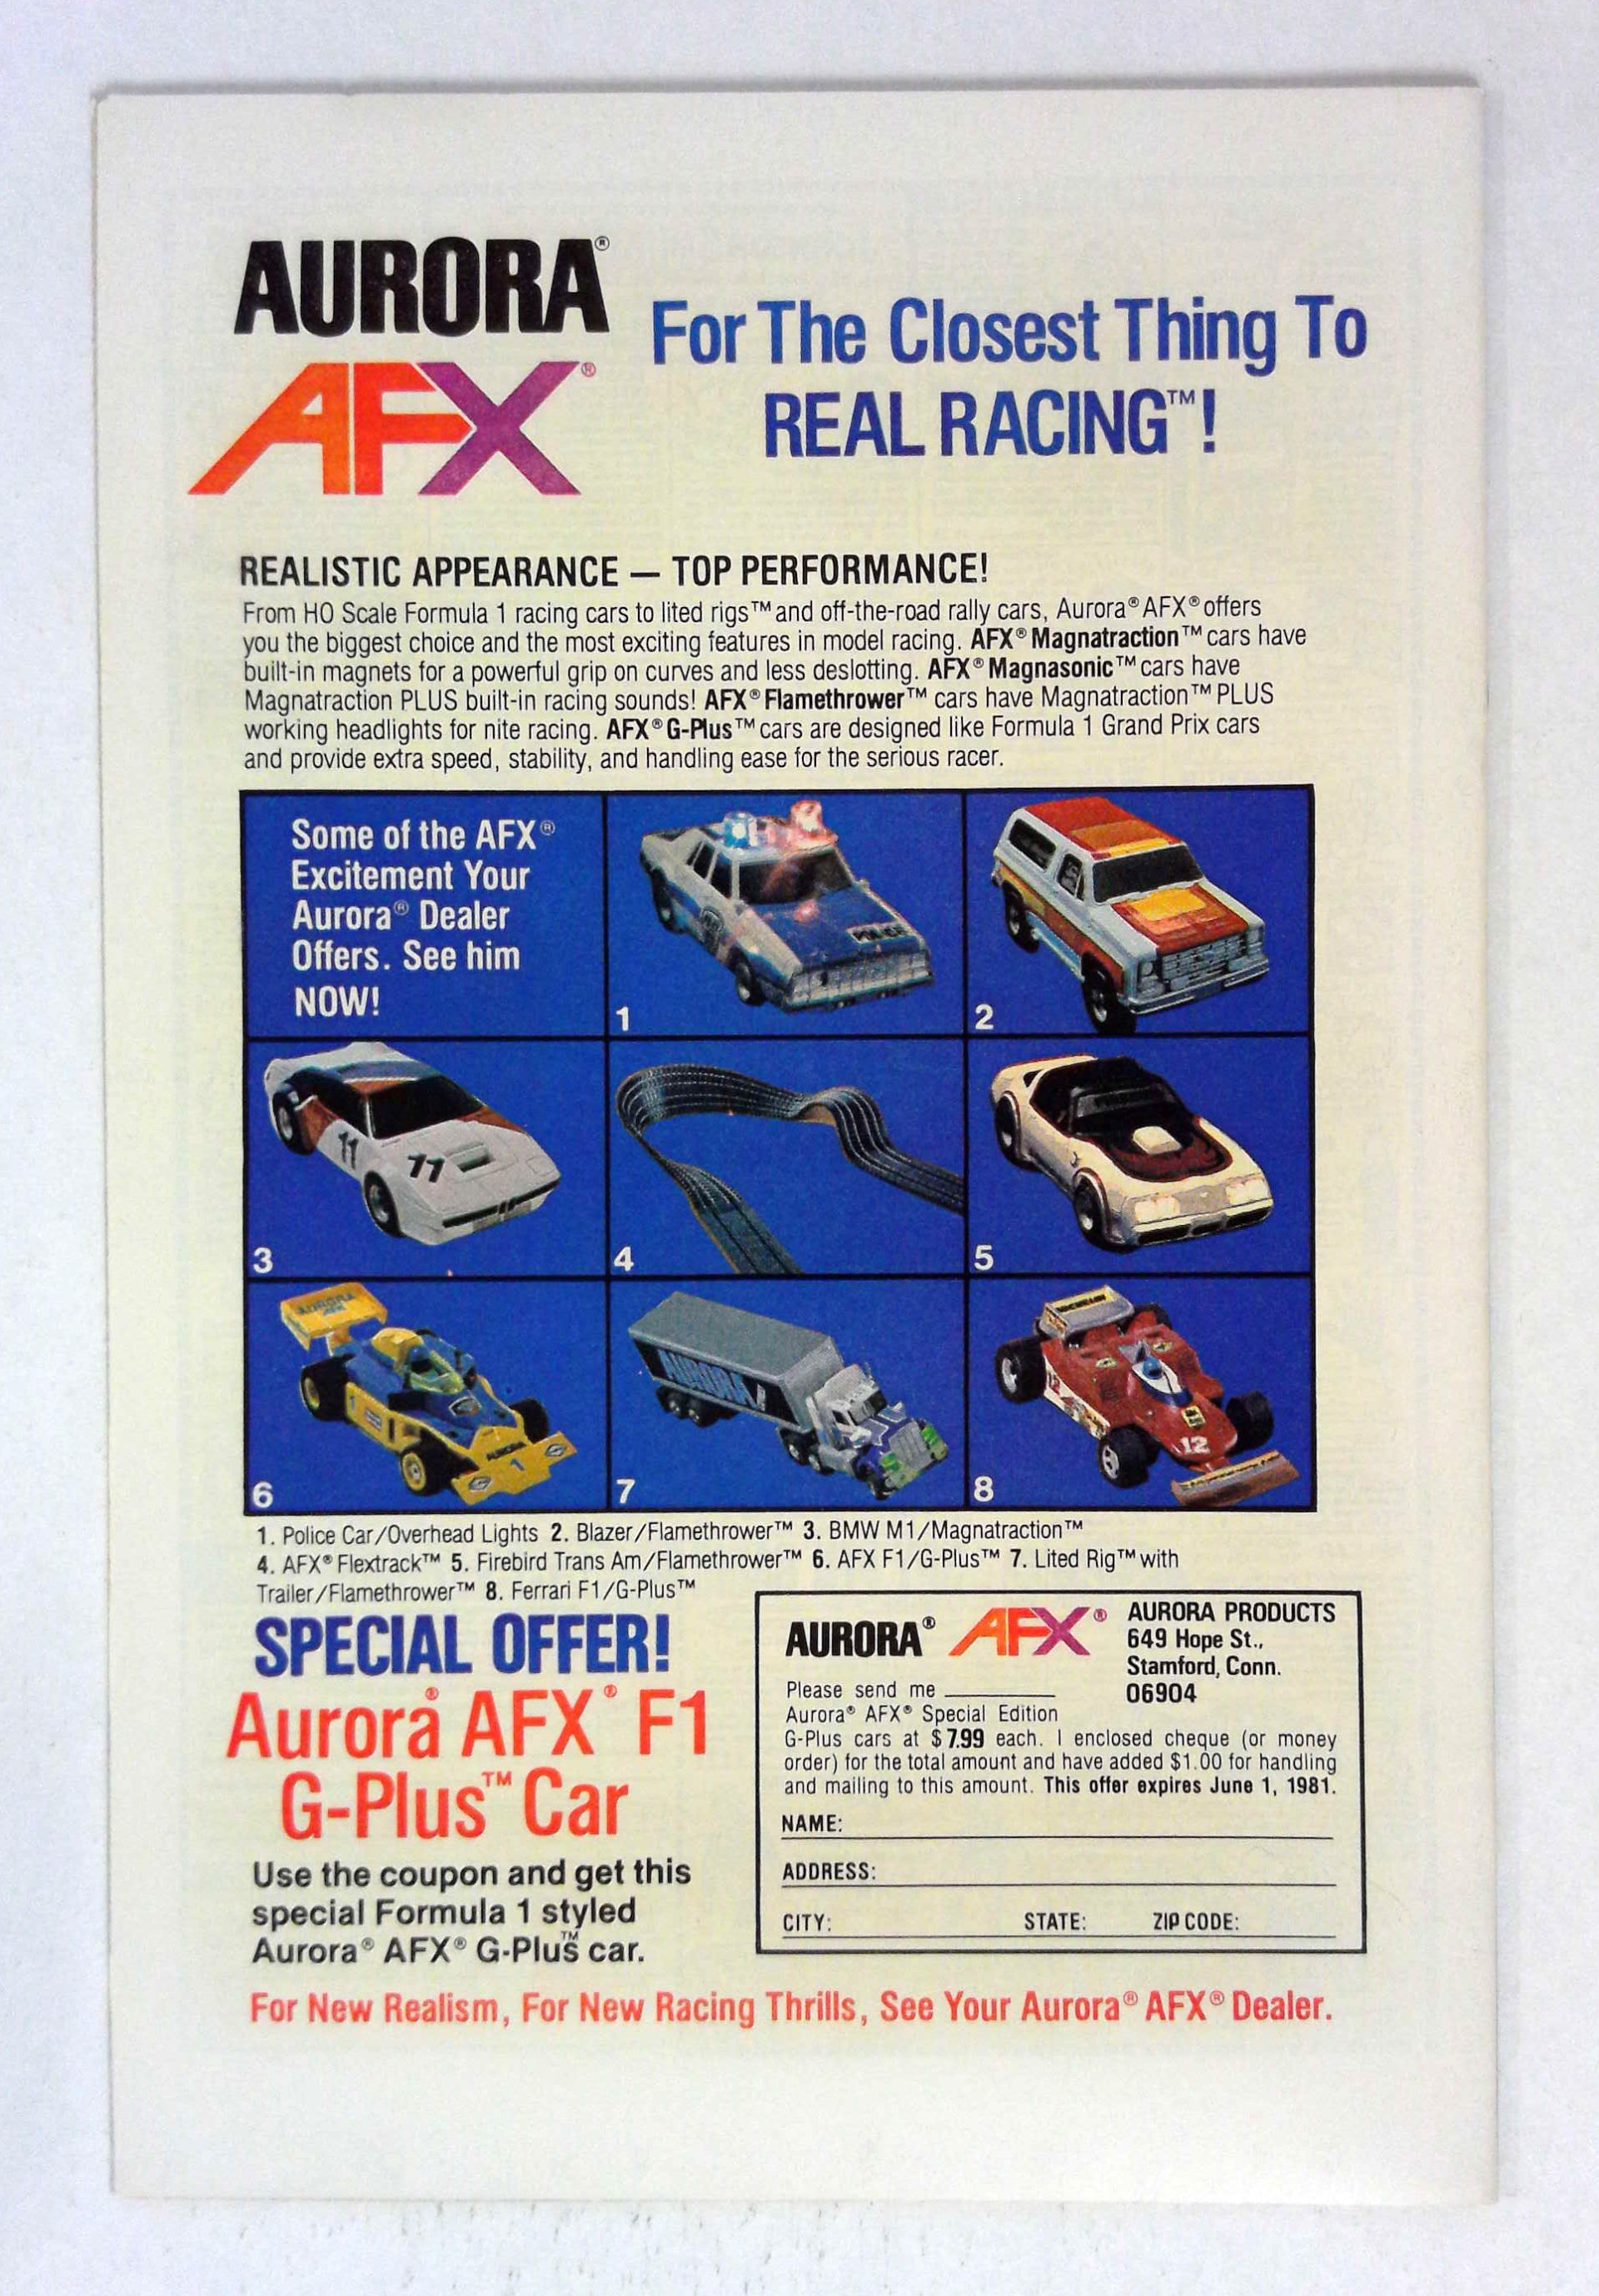 AURORA®
AFX®
For The Closest Thing To
REAL RACING™!
REALISTIC APPEARANCE — TOP PERFORMANCE!
From HO Scale Formula 1 racing cars to lited rigs™ and off-the-road rally cars, Aurora® AFX® offers
you the biggest choice and the most exciting features in model racing. AFX® Magnatraction™ cars have
built-in magnets for a powerful grip on curves and less deslotting. AFX® Magnasonic™ cars have
Magnatraction PLUS built-in racing sounds! AFX® Flamethrower™ cars have Magnatraction™ PLUS
working headlights for nite racing. AFX® G-Plus™ cars are designed like Formula 1 Grand Prix cars
and provide extra speed, stability, and handling ease for the serious racer.
Some of the AFX®
Excitement Your
Aurora® Dealer
Offers. See him
NOW!
POLICE
1
2
11
11
3
4
5
AURORA
AFX
1
AURORA
1
6
AURORA
7
12
12
8
1. Police Car/Overhead Lights 2. Blazer/Flamethrower™ 3. BMW M1/Magnatraction™
4. AFX® Flextrack™ 5. Firebird Trans Am/Flamethrower™ 6. AFX F1/G-Plus™ 7. Lited Rig™ with
Trailer/Flamethrower™ 8. Ferrari F1/G-Plus™
SPECIAL OFFER!
Aurora® AFX® F1
G-Plus™ Car
Use the coupon and get this
special Formula 1 styled
Aurora® AFX® G-Plus™ car.
AURORA® AFX®
AURORA PRODUCTS
649 Hope St.,
Stamford, Conn.
06904
Please send me
Aurora® AFX® Special Edition
G-Plus cars at $7.99 each. I enclosed cheque (or money
order) for the total amount and have added $1.00 for handling
and mailing to this amount. This offer expires June 1, 1981.
NAME:
ADDRESS:
CITY: STATE: ZIP CODE:
For New Realism, For New Racing Thrills, See Your Aurora® AFX® Dealer.